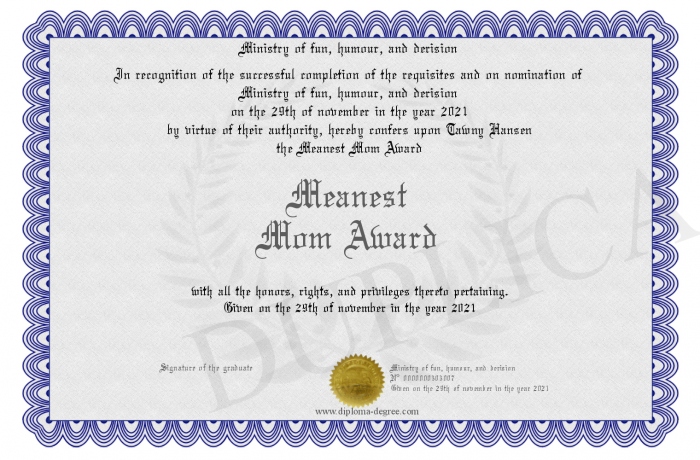 Ministry of fun, humour, and derision
In recognition of the successful completion of the requisites and on nomination of
Ministry of fun, humour, and derision
on the 29th of november in the year 2021
by virtue of their authority, hereby confers upon Tawny Hansen
the Meanest Mom Award
Meanest
Mom Award
with all the honors, rights, and privileges thereto pertaining.
Given on the 29th of november in the year 2021
DUPLICA
Signature of the graduate
Ministry of fun, humour, and derision
Given on the 29th of november in the year 2021
www.diploma-degree.com